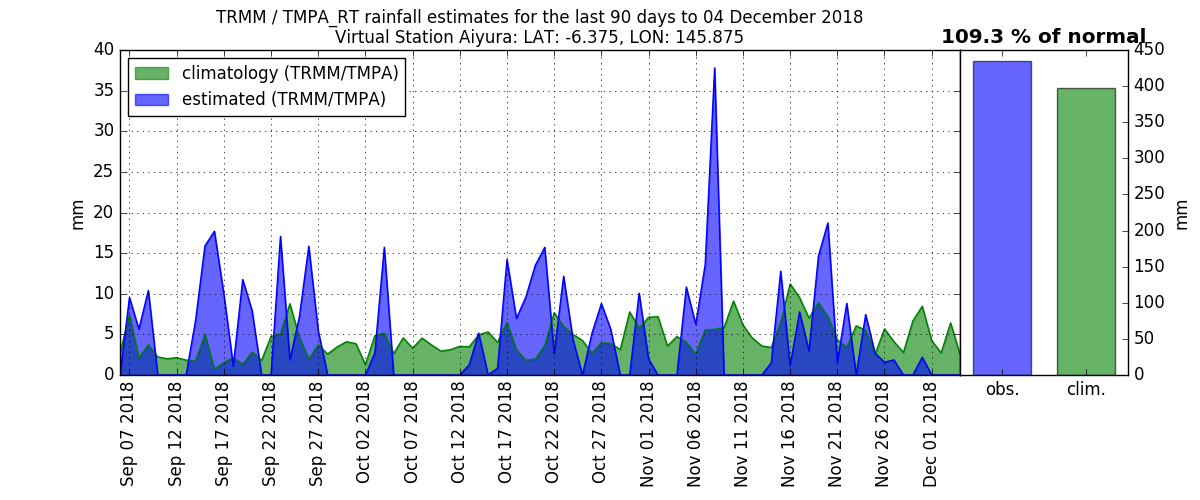 TRMM / TMPA_RT rainfall estimates for the last 90 days to 04 December 2018
Virtual Station Aiyura: LAT: -6.375, LON: 145.875
109.3 % of normal
climatology (TRMM/TMPA)
estimated (TRMM/TMPA)
mm
40
35
30
25
20
15
10
5
0
Sep 07 2018
Sep 12 2018
Sep 17 2018
Sep 22 2018
Sep 27 2018
Oct 02 2018
Oct 07 2018
Oct 12 2018
Oct 17 2018
Oct 22 2018
Oct 27 2018
Nov 01 2018
Nov 06 2018
Nov 11 2018
Nov 16 2018
Nov 21 2018
Nov 26 2018
Dec 01 2018
obs.
clim.
450
400
350
300
250
200
150
100
50
0
mm